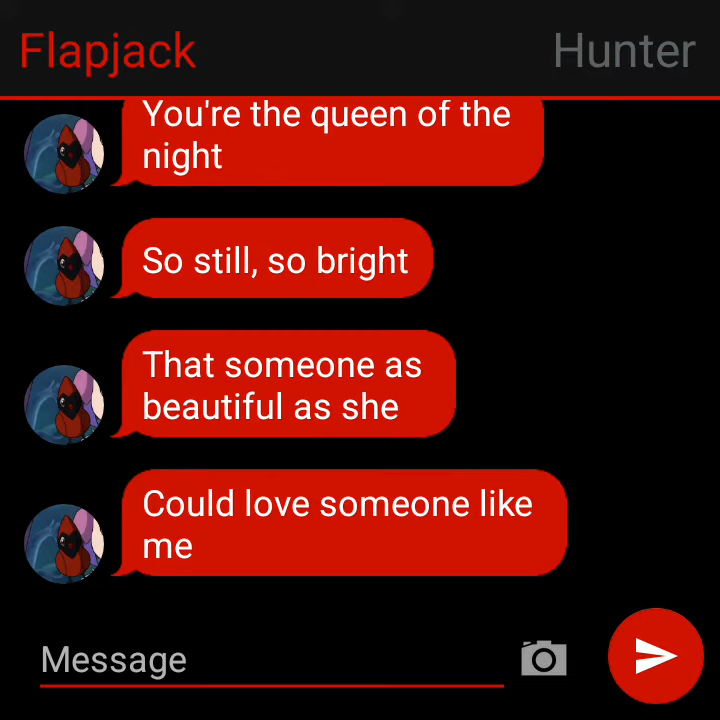 Flapjack
Hunter
You're the queen of the
night
So still, so bright
That someone as
beautiful as she
Could love someone like
me
Message